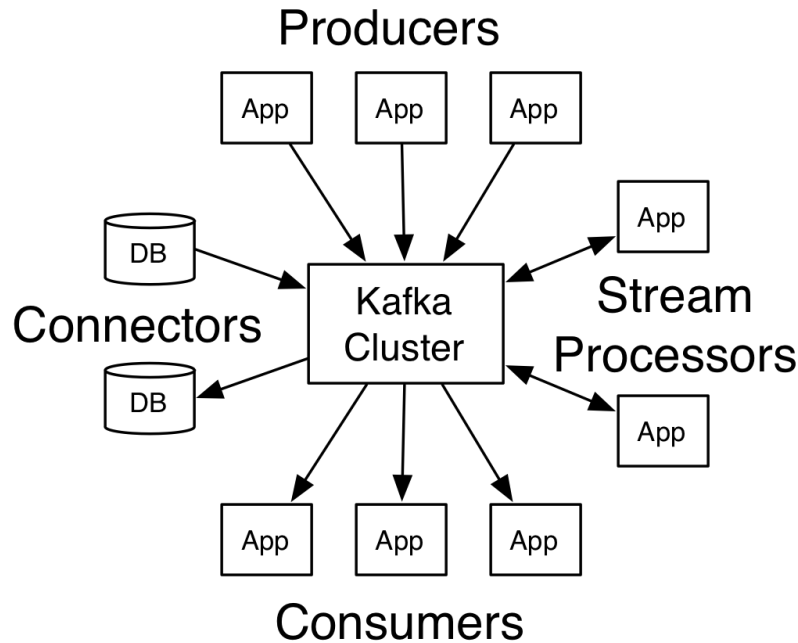 Producers
App
App
App
DB
App
Kafka
Cluster
Connectors
Stream
Processors
DB
App
App
App
App
Consumers